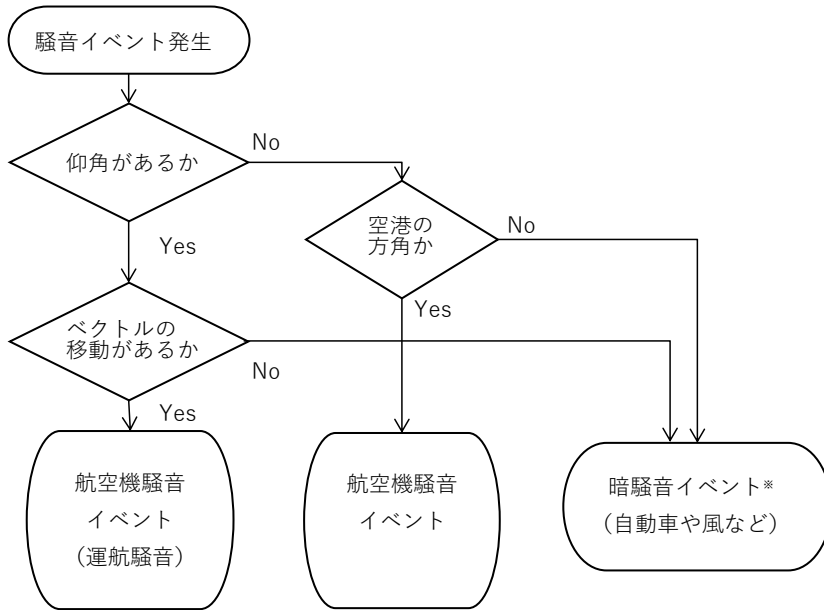 騒音イベント発生
仰角があるか
No
空港の
方角か
No
Yes
Yes
ベクトルの
移動があるか
No
Yes
航空機騒音
イベント
(運航騒音)
航空機騒音
イベント
暗騒音イベント※
(自動車や風など)